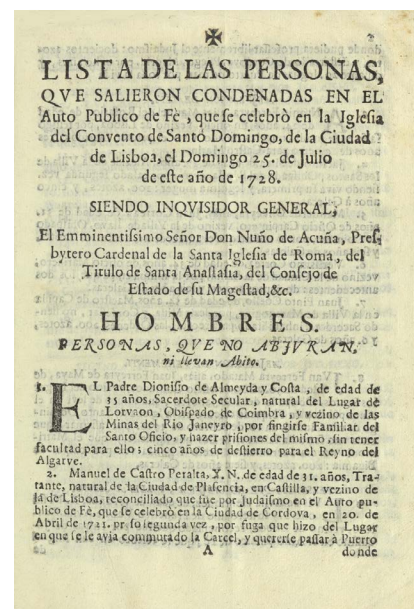 ✠
LISTA DE LAS PERSONAS,
QVE SALIERON CONDENADAS EN EL
Auto Publico de Fè, que se celebrò en la Iglesia
del Convento de Santo Domingo, de la Ciudad
de Lisboa, el Domingo 25. de Julio
de este año de 1728.
SIENDO INQVISIDOR GENERAL,
El Emminentissimo Señor Don Nuño de Acuña, Pres-
bytero Cardenal de la Santa Iglesia de Roma, del
Titulo de Santa Anastasia, del Consejo de
Estado de su Magestad, &c.
HOMBRES.
PERSONAS, QVE NO ABJVRAN,
ni llevan Abito.
1. EL Padre Dionisio de Almeyda y Costa, de edad de
35 años, Sacerdote Secular, natural del Lugar de
Lorvaon, Obispado de Coimbra, y vezino de las
Minas del Rio Janeyro, por fingirse Familiar del
Santo Oficio, y hazer prisiones del mismo, sin tener
facultad para ello; cinco años de destierro para el Reyno del
Algarve.
2. Manuel de Castro Peralta, X. N. de edad de 31. años, Tra-
tante, natural de la Ciudad de Plasencia, en Castilla, y vezino de
la de Lisboa, reconciliado que fue por Judaismo en el Auto pu-
blico de Fè, que se celebrò en la Ciudad de Cordova, en 20. de
Abril de 1721. preso segunda vez, por fuga que hizo del Lugar
en que se le avia commutado la Carcel, y quererse passar à Puerto
A donde